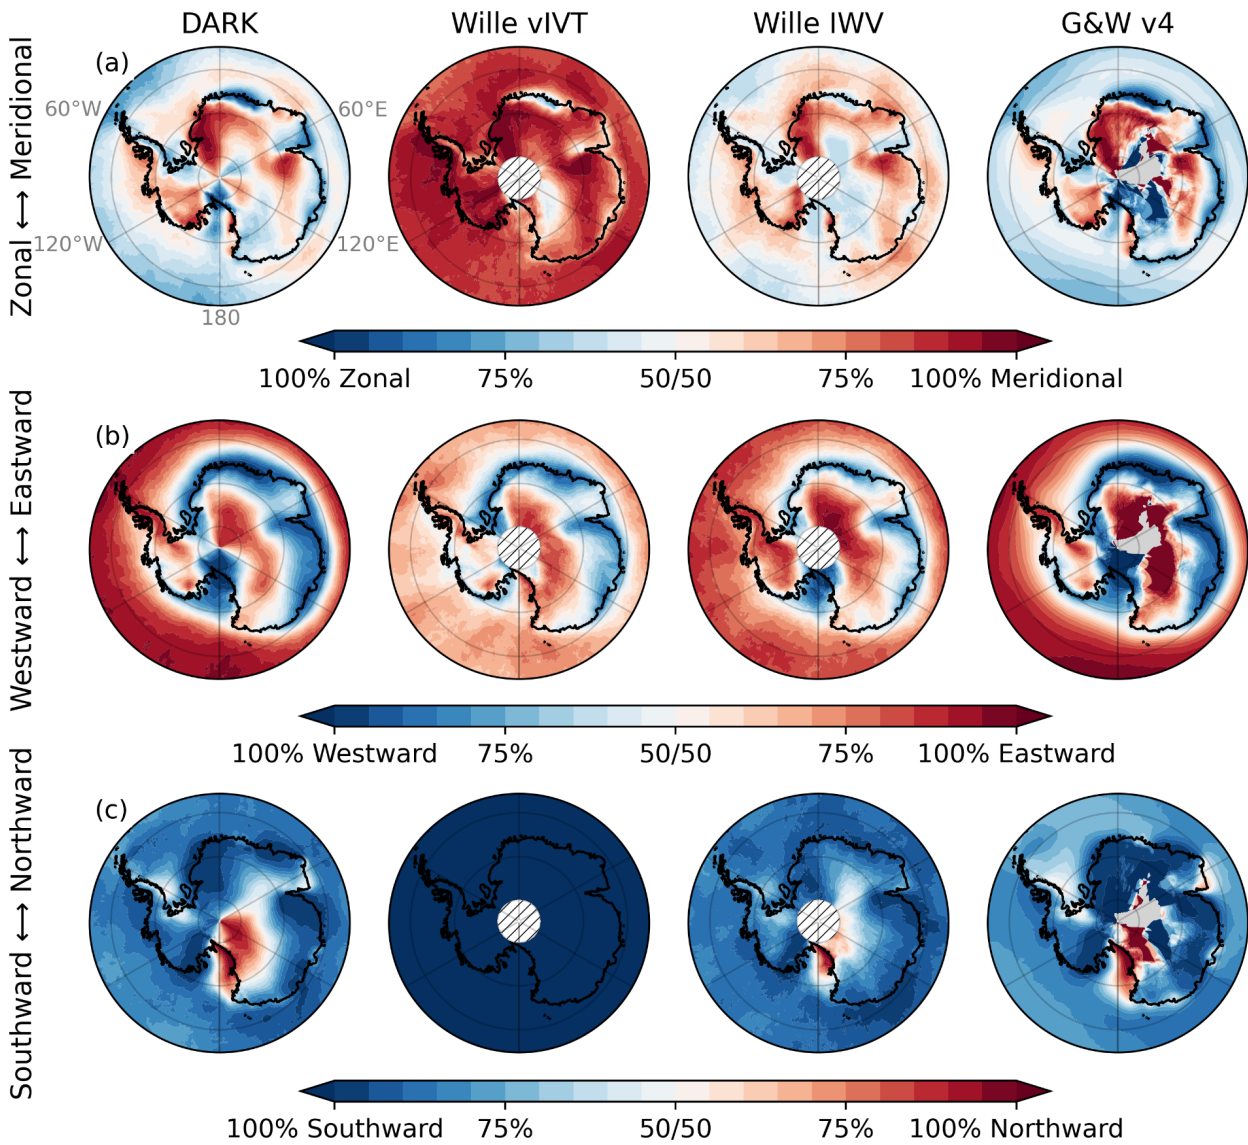 DARK Wille vIVT Wille IWV G&W v4
Zonal ⟷ Meridional
(a)
60°W 60°E
120°W 120°E
180
100% Zonal 75% 50/50 75% 100% Meridional
Westward ⟷ Eastward
(b)
100% Westward 75% 50/50 75% 100% Eastward
Southward ⟷ Northward
(c)
100% Southward 75% 50/50 75% 100% Northward